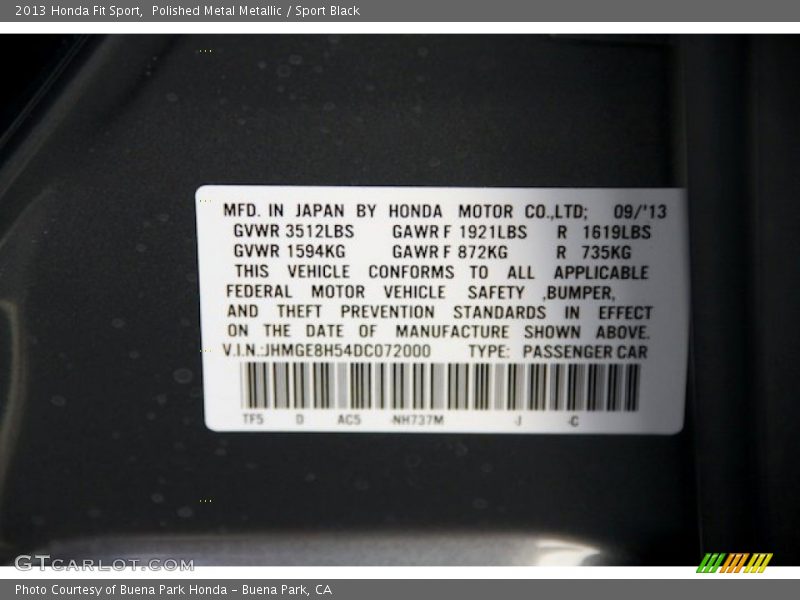 2013 Honda Fit Sport,  Polished Metal Metallic / Sport Black
MFD. IN JAPAN BY HONDA MOTOR CO.,LTD; 09/'13
GVWR 3512LBS GAWR F 1921LBS R 1619LBS
GVWR 1594KG GAWR F 872KG R 735KG
THIS VEHICLE CONFORMS TO ALL APPLICABLE
FEDERAL MOTOR VEHICLE SAFETY ,BUMPER,
AND THEFT PREVENTION STANDARDS IN EFFECT
ON THE DATE OF MANUFACTURE SHOWN ABOVE.
V.I.N.:JHMGE8H54DC072000 TYPE: PASSENGER CAR
TF5 D AC5 -NH737M -J -C
GTCARLOT.COM
Photo Courtesy of Buena Park Honda - Buena Park, CA